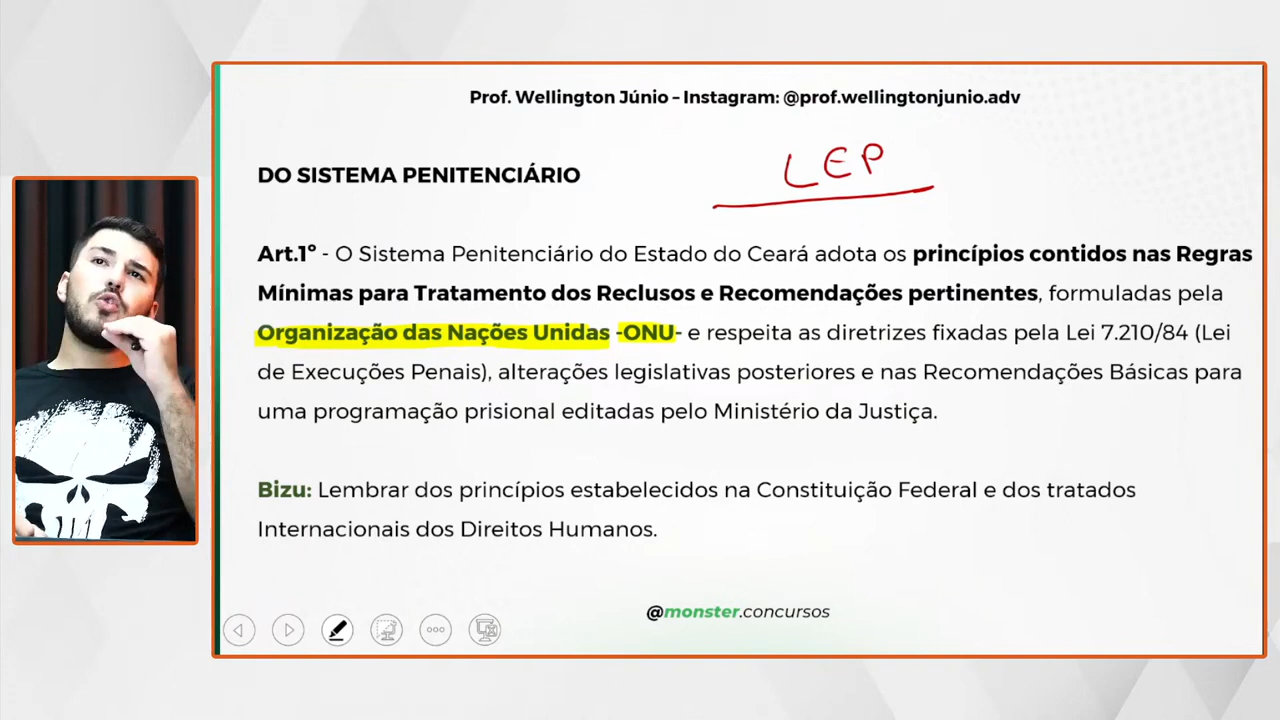 Prof. Wellington Júnio – Instagram: @prof.wellingtonjunio.adv
LEP
DO SISTEMA PENITENCIÁRIO
Art.1º - O Sistema Penitenciário do Estado do Ceará adota os princípios contidos nas Regras
Mínimas para Tratamento dos Reclusos e Recomendações pertinentes, formuladas pela
Organização das Nações Unidas -ONU- e respeita as diretrizes fixadas pela Lei 7.210/84 (Lei
de Execuções Penais), alterações legislativas posteriores e nas Recomendações Básicas para
uma programação prisional editadas pelo Ministério da Justiça.
Bizu: Lembrar dos princípios estabelecidos na Constituição Federal e dos tratados
Internacionais dos Direitos Humanos.
@monster.concursos